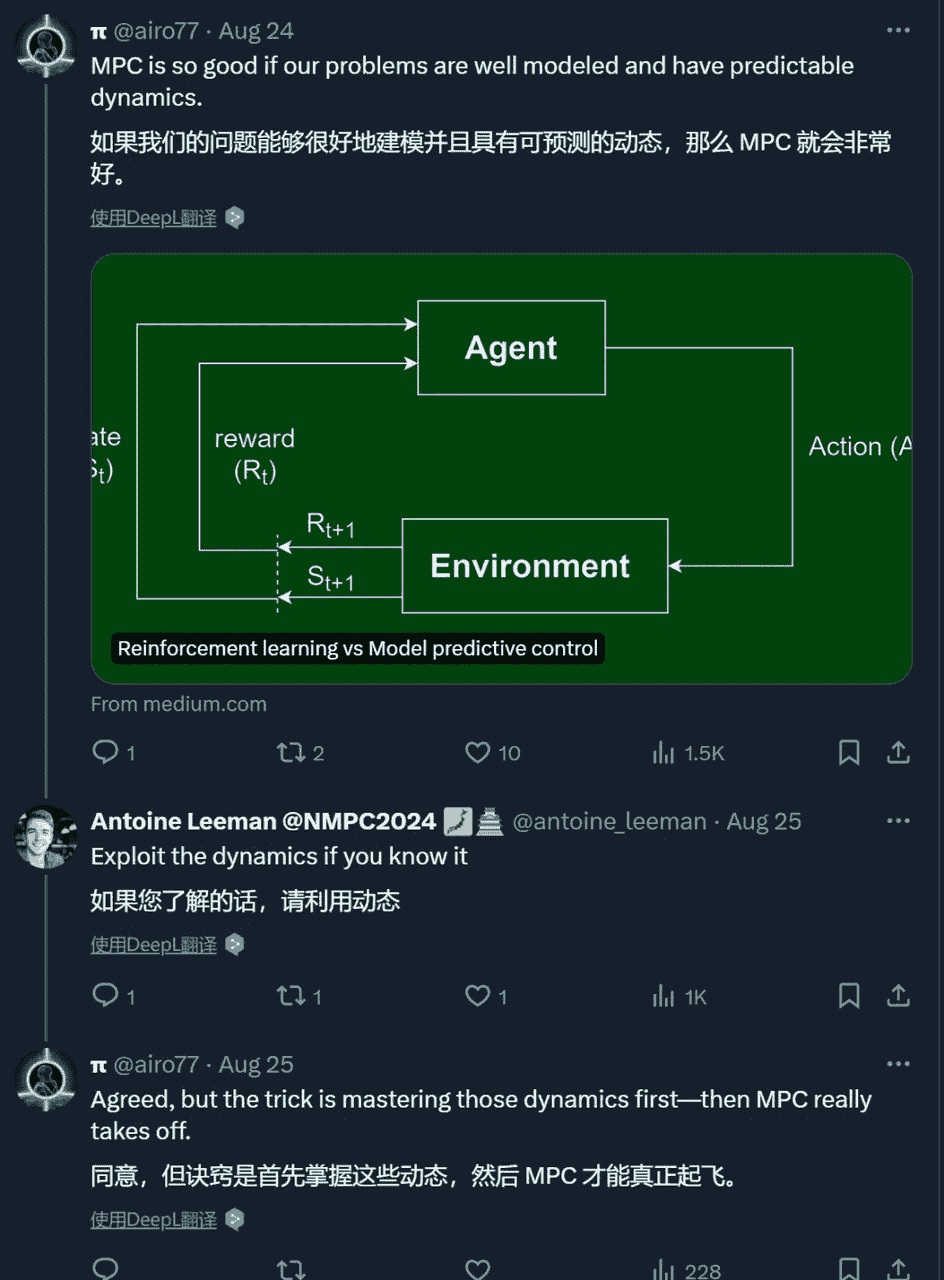 π @airo77 · Aug 24
MPC is so good if our problems are well modeled and have predictable
dynamics.
如果我们的问题能够很好地建模并且具有可预测的动态，那么 MPC 就会非常
好。
使用DeepL翻译
Agent
ate
reward
Action (A
St)
(Rt)
Rt+1
Environment
St+1
Reinforcement learning vs Model predictive control
From medium.com
1 2 10 1.5K
Antoine Leeman @NMPC2024 🗾🏯 @antoine_leeman · Aug 25
Exploit the dynamics if you know it
如果您了解的话，请利用动态
使用DeepL翻译
1 1 1 1K
π @airo77 · Aug 25
Agreed, but the trick is mastering those dynamics first—then MPC really
takes off.
同意，但诀窍是首先掌握这些动态，然后 MPC 才能真正起飞。
使用DeepL翻译
228